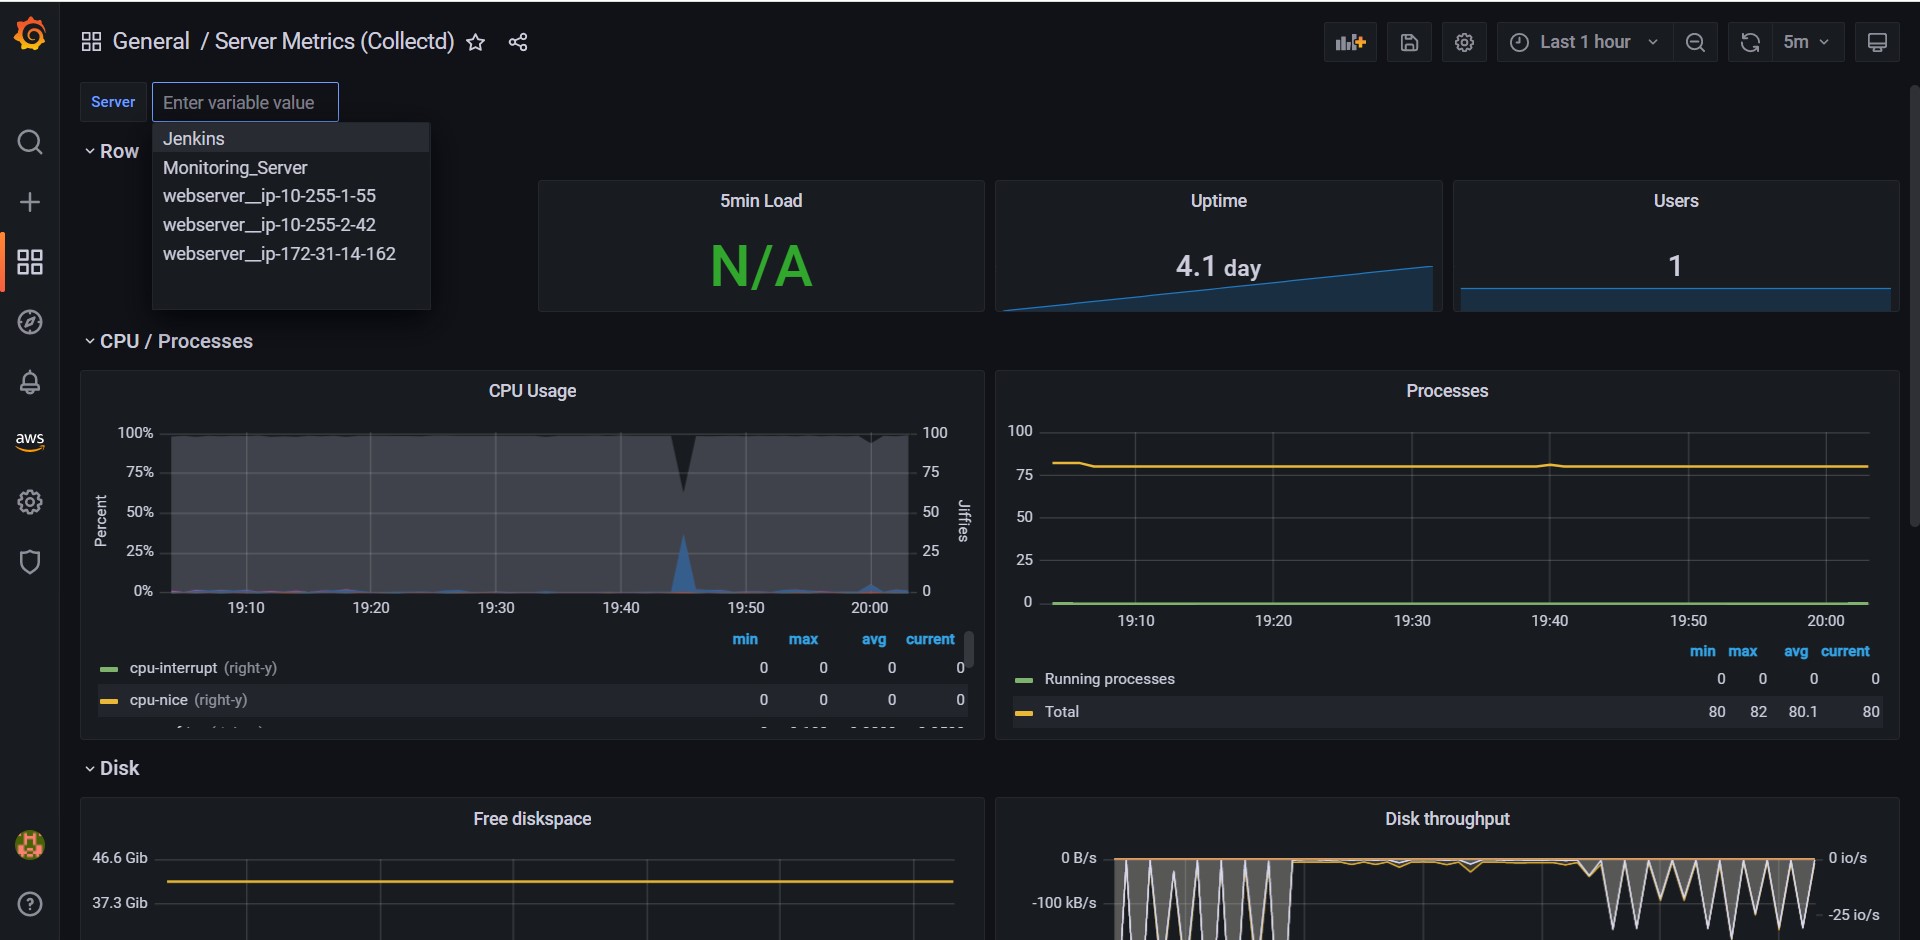 General / Server Metrics (Collectd)
Last 1 hour
5m
Server
Enter variable value
Jenkins
Monitoring_Server
webserver__ip-10-255-1-55
webserver__ip-10-255-2-42
webserver__ip-172-31-14-162
Row
5min Load
N/A
Uptime
4.1 day
Users
1
aws
CPU / Processes
CPU Usage
100%
75%
50%
25%
0%
Percent
100
75
50
25
0
Jiffies
19:10 19:20 19:30 19:40 19:50 20:00
min max avg current
cpu-interrupt (right-y) 0 0 0 0
cpu-nice (right-y) 0 0 0 0
Processes
100
75
50
25
0
19:10 19:20 19:30 19:40 19:50 20:00
min max avg current
Running processes 0 0 0 0
Total 80 82 80.1 80
Disk
Free diskspace
46.6 Gib
37.3 Gib
Disk throughput
0 B/s
-100 kB/s
0 io/s
-25 io/s